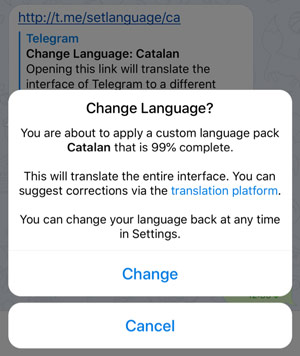 http://t.me/setlanguage/ca
Telegram
Change Language: Catalan
Opening this link will translate the
interface of Telegram to a different
Change Language?
You are about to apply a custom language pack
Catalan that is 99% complete.
This will translate the entire interface. You can
suggest corrections via the translation platform.
You can change your language back at any time
in Settings.
Change
Cancel